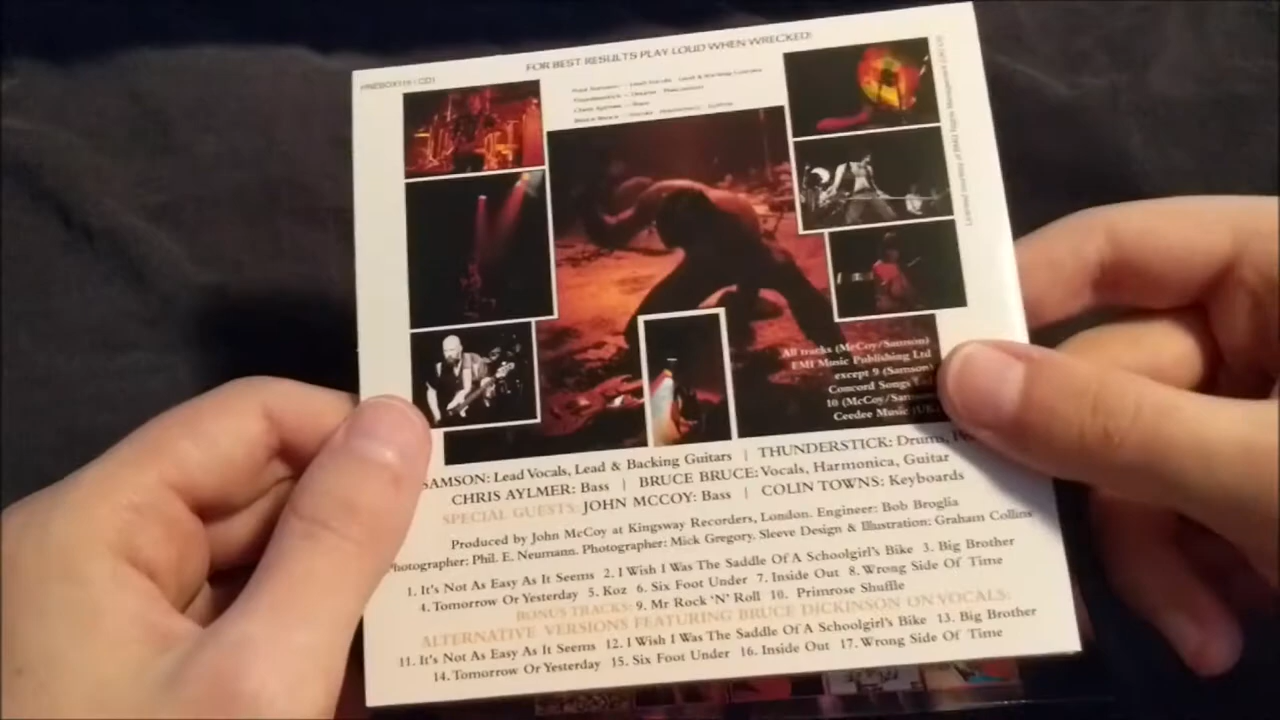 FOR BEST RESULTS PLAY LOUD WHEN WRECKED!
CD1
All tracks (McCoy/Samson)
EMI Music Publishing Ltd
except 9 (Samson)
Concord Songs
10 (McCoy/Samson
Ceedee Music (UK
SAMSON: Lead Vocals, Lead & Backing Guitars | THUNDERSTICK: Drums,
CHRIS AYLMER: Bass | BRUCE BRUCE: Vocals, Harmonica, Guitar
SPECIAL GUESTS: JOHN MCCOY: Bass | COLIN TOWNS: Keyboards
Produced by John McCoy at Kingsway Recorders, London. Engineer: Bob Broglia
Photographer: Phil. E. Neumann. Photographer: Mick Gregory. Sleeve Design & Illustration: Graham Collins
1. It's Not As Easy As It Seems 2. I Wish I Was The Saddle Of A Schoolgirl's Bike 3. Big Brother
4. Tomorrow Or Yesterday 5. Koz 6. Six Foot Under 7. Inside Out 8. Wrong Side Of Time
BONUS TRACKS: 9. Mr Rock 'N' Roll 10. Primrose Shuffle
ALTERNATIVE VERSIONS FEATURING BRUCE DICKINSON ON VOCALS:
11. It's Not As Easy As It Seems 12. I Wish I Was The Saddle Of A Schoolgirl's Bike 13. Big Brother
14. Tomorrow Or Yesterday 15. Six Foot Under 16. Inside Out 17. Wrong Side Of Time